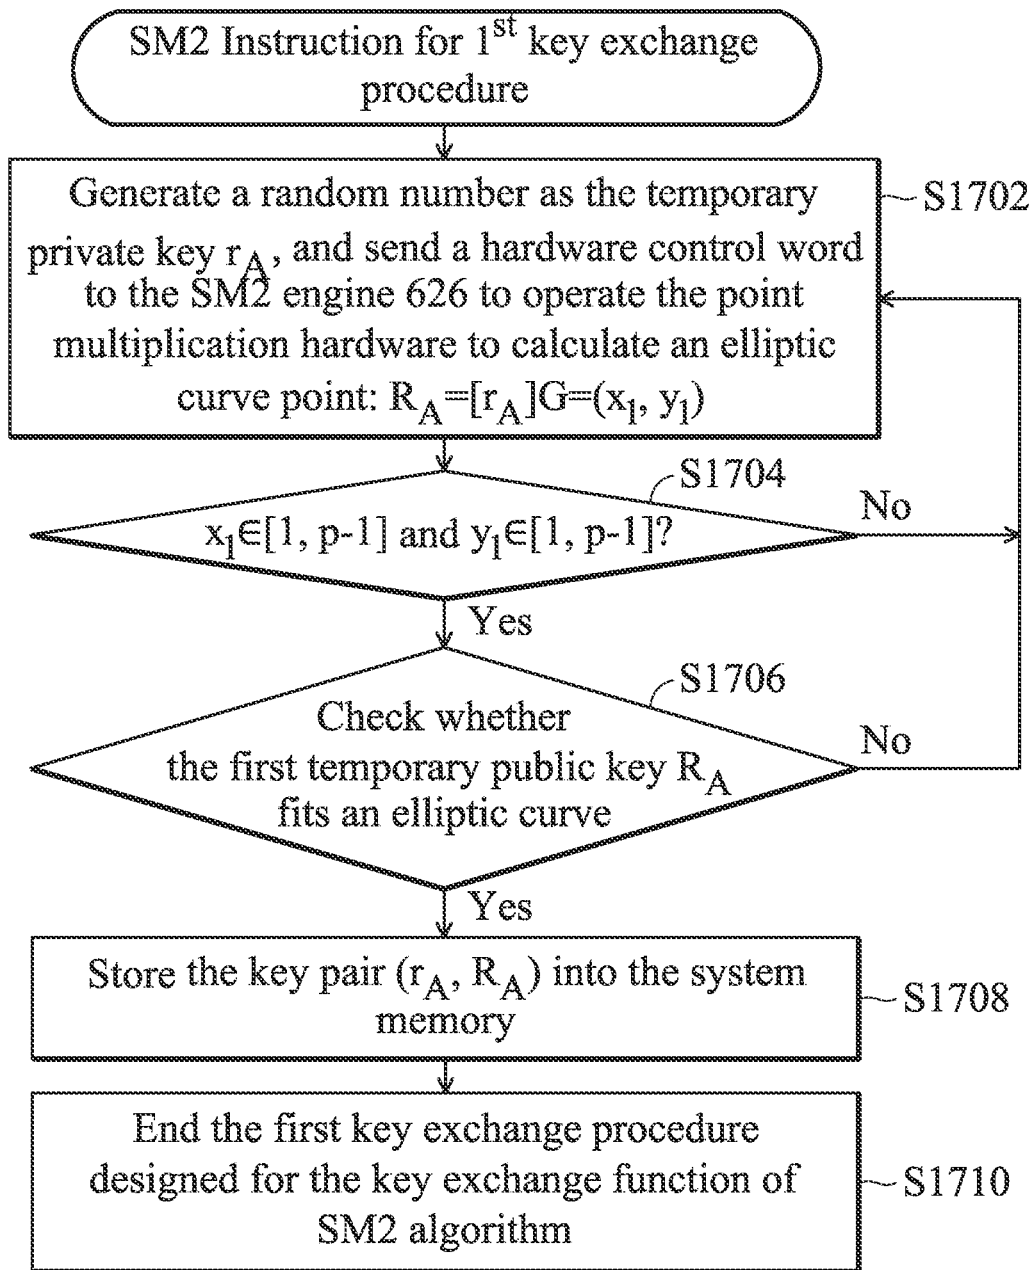 SM2 Instruction for 1st key exchange
procedure
Generate a random number as the temporary
private key rA, and send a hardware control word
to the SM2 engine 626 to operate the point
multiplication hardware to calculate an elliptic
curve point: RA=[rA]G=(x1, y1)
S1702
S1704
x1∈[1, p-1] and y1∈[1, p-1]?
No
Yes
S1706
Check whether
the first temporary public key RA
fits an elliptic curve
No
Yes
Store the key pair (rA, RA) into the system
memory
S1708
End the first key exchange procedure
designed for the key exchange function of
SM2 algorithm
S1710